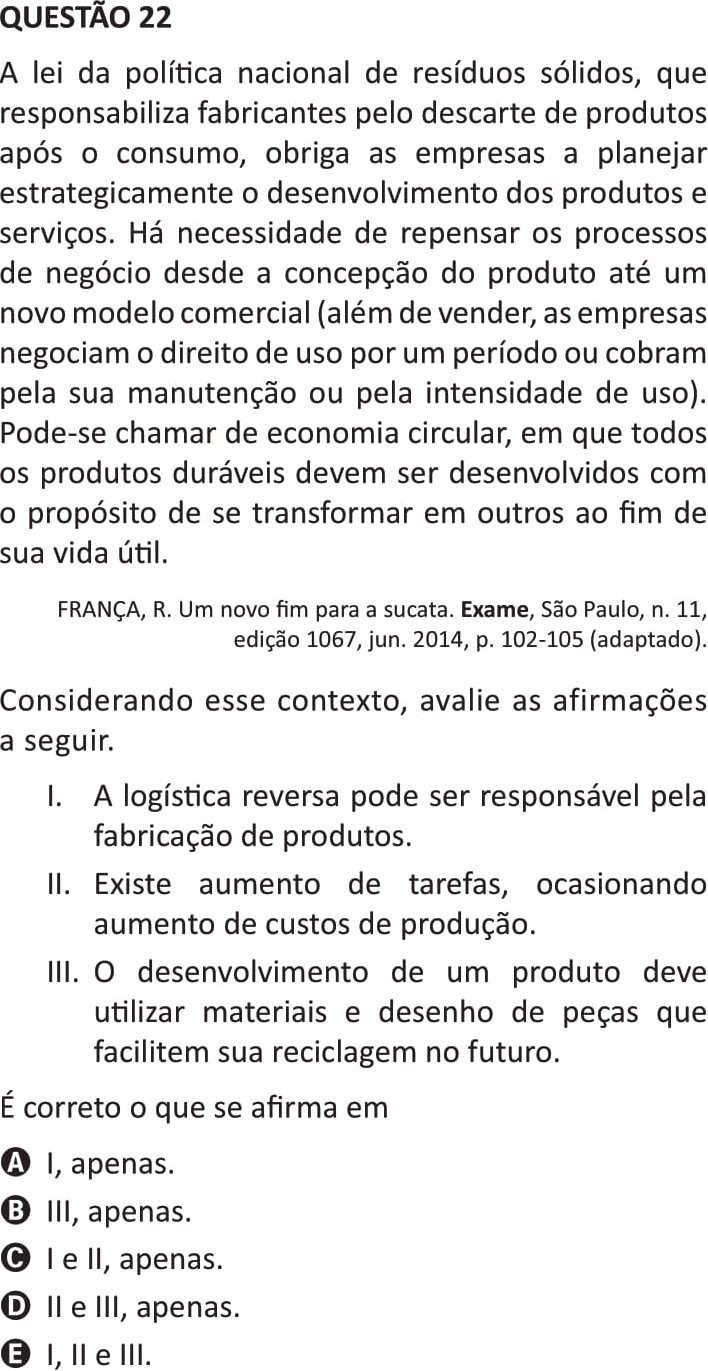 QUESTÃO 22
A lei da política nacional de resíduos sólidos, que
responsabiliza fabricantes pelo descarte de produtos
após o consumo, obriga as empresas a planejar
estrategicamente o desenvolvimento dos produtos e
serviços. Há necessidade de repensar os processos
de negócio desde a concepção do produto até um
novo modelo comercial (além de vender, as empresas
negociam o direito de uso por um período ou cobram
pela sua manutenção ou pela intensidade de uso).
Pode-se chamar de economia circular, em que todos
os produtos duráveis devem ser desenvolvidos com
o propósito de se transformar em outros ao fim de
sua vida útil.
FRANÇA, R. Um novo fim para a sucata. Exame, São Paulo, n. 11,
edição 1067, jun. 2014, p. 102-105 (adaptado).
Considerando esse contexto, avalie as afirmações
a seguir.
I. A logística reversa pode ser responsável pela
fabricação de produtos.
II. Existe aumento de tarefas, ocasionando
aumento de custos de produção.
III. O desenvolvimento de um produto deve
utilizar materiais e desenho de peças que
facilitem sua reciclagem no futuro.
É correto o que se afirma em
A I, apenas.
B III, apenas.
C I e II, apenas.
D II e III, apenas.
E I, II e III.